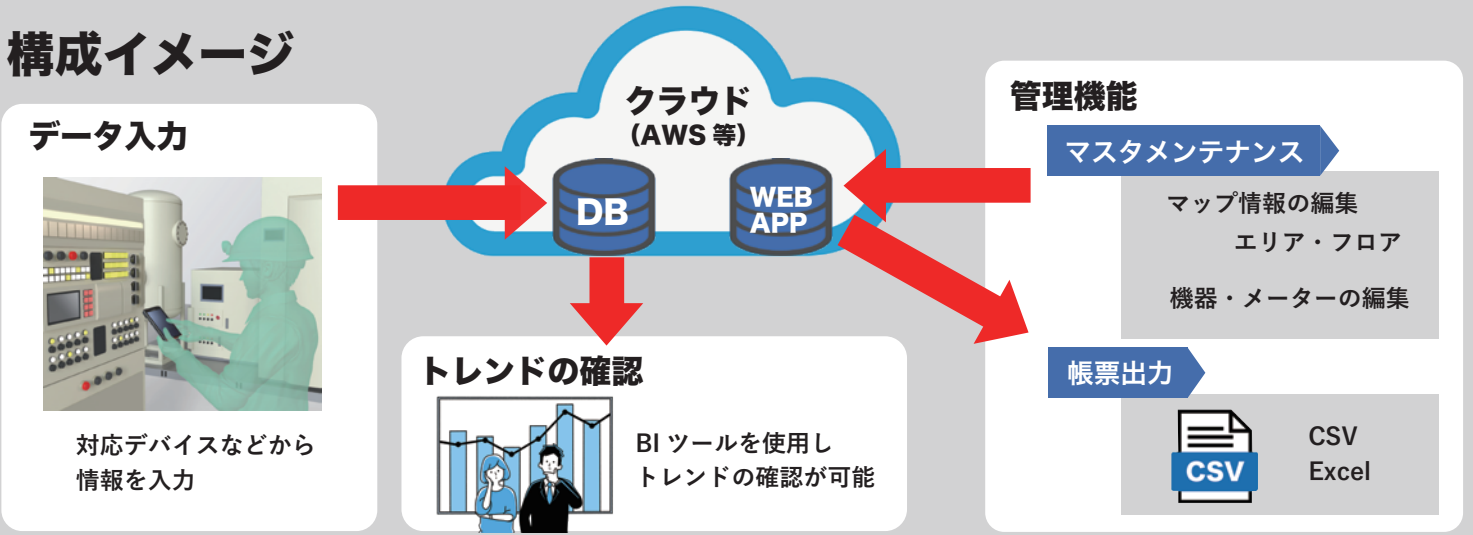 構成イメージ
データ入力
対応デバイスなどから
情報を入力
クラウド
（AWS 等）
DB
WEB
APP
トレンドの確認
BI ツールを使用し
トレンドの確認が可能
管理機能
マスタメンテナンス
マップ情報の編集
エリア・フロア
機器・メーターの編集
帳票出力
CSV
CSV
Excel